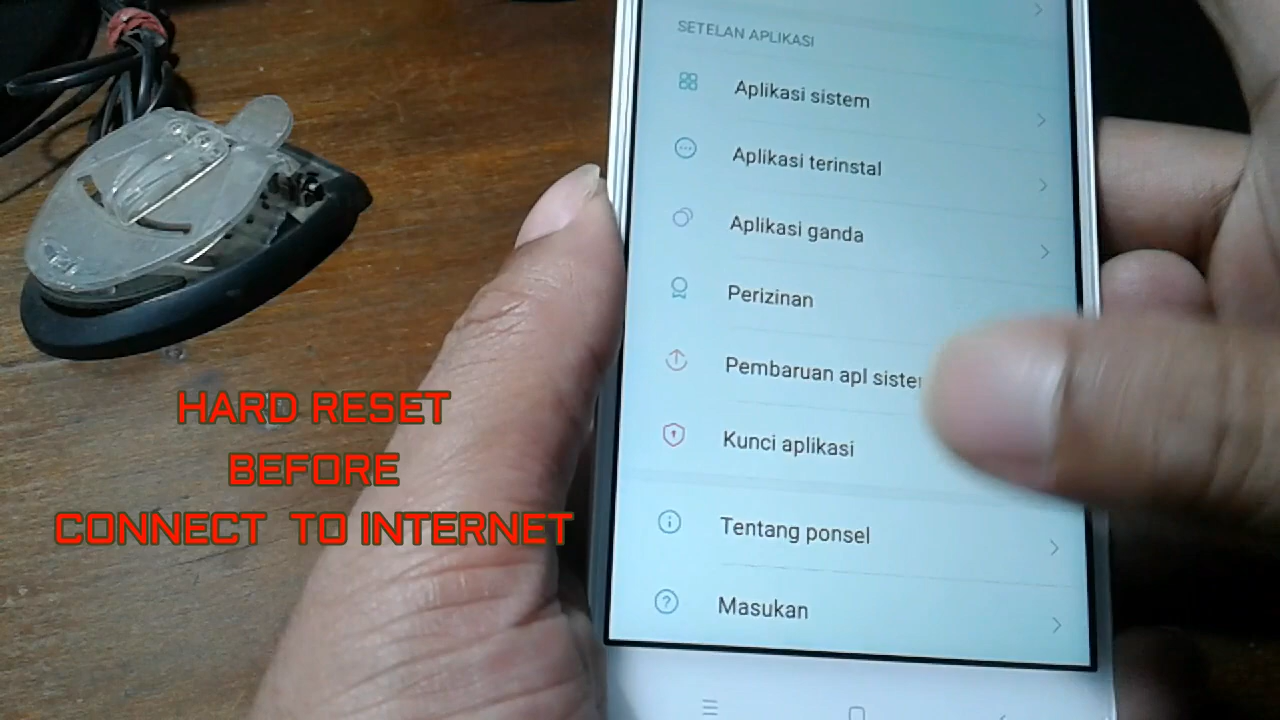 SETELAN APLIKASI
Aplikasi sistem
Aplikasi terinstal
Aplikasi ganda
Perizinan
Pembaruan apl
Kunci aplikasi
Tentang ponsel
Masukan
HARD RESET
BEFORE
CONNECT TO INTERNET